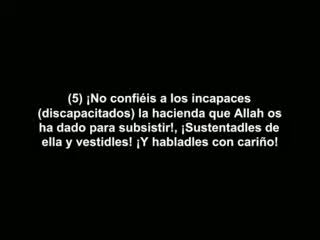 (5) ¡No confiéis a los incapaces
(discapacitados) la hacienda que Allah os
ha dado para subsistir!, ¡Sustentadles de
ella y vestidles! ¡Y habladles con cariño!